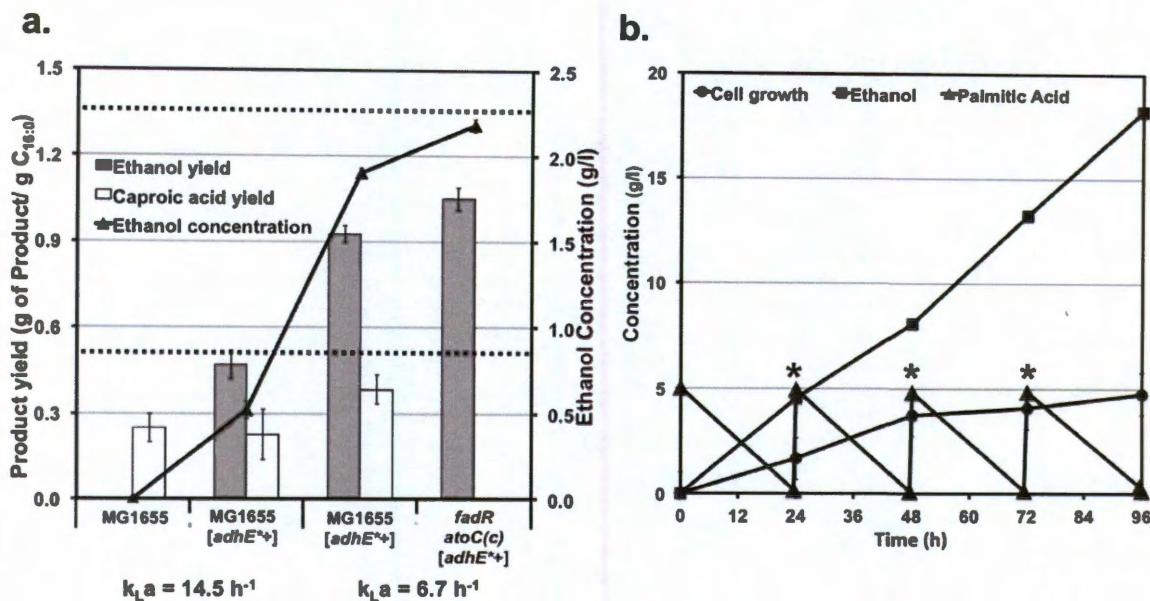 a.
1.5
1.2
0.9
0.6
0.3
0.0
Product yield (g of Product/ g C16:0)
Ethanol yield
Caproic acid yield
Ethanol concentration
2.5
2.0
1.5
1.0
0.5
0.0
Ethanol Concentration (g/l)
MG1655
MG1655
[adhE*+]
MG1655
[adhE*+]
fadR
atoC(c)
[adhE*+]
kLa = 14.5 h-1
kLa = 6.7 h-1
b.
20
15
10
5
0
Concentration (g/l)
Cell growth
Ethanol
Palmitic Acid
*
*
*
0
12
24
36
48
60
72
84
96
Time (h)